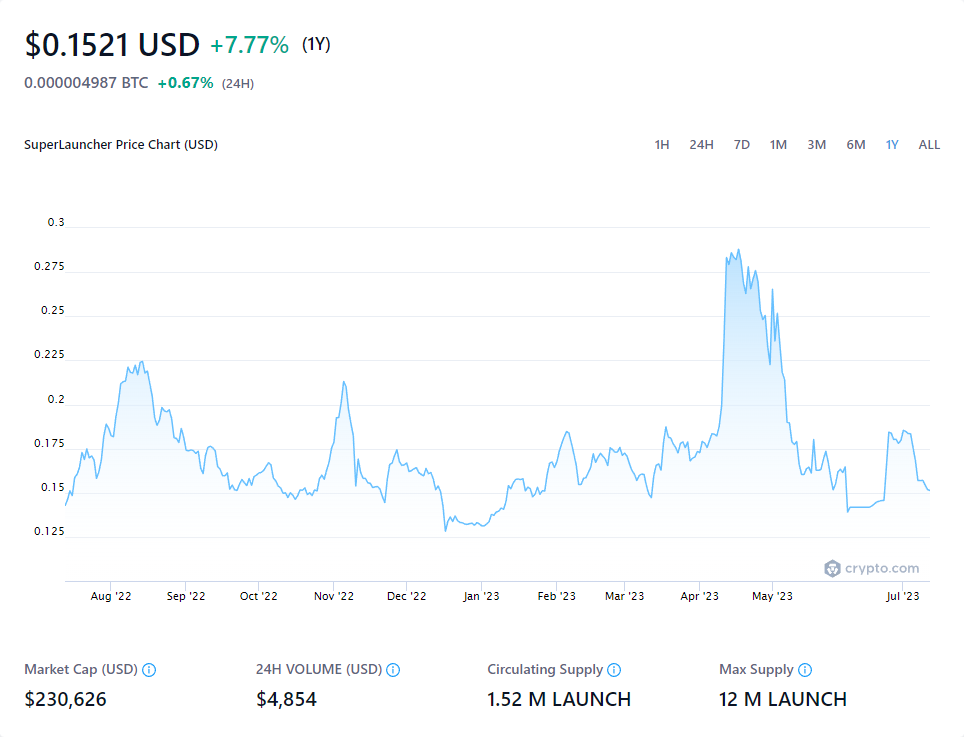 $0.1521 USD +7.77% (1Y)
0.000004987 BTC +0.67% (24H)
SuperLauncher Price Chart (USD)
1H 24H 7D 1M 3M 6M 1Y ALL
0.3
0.275
0.25
0.225
0.2
0.175
0.15
0.125
crypto.com
Aug '22 Sep '22 Oct '22 Nov '22 Dec '22 Jan '23 Feb '23 Mar '23 Apr '23 May '23 Jul '23
Market Cap (USD) 24H VOLUME (USD) Circulating Supply Max Supply
$230,626 $4,854 1.52 M LAUNCH 12 M LAUNCH